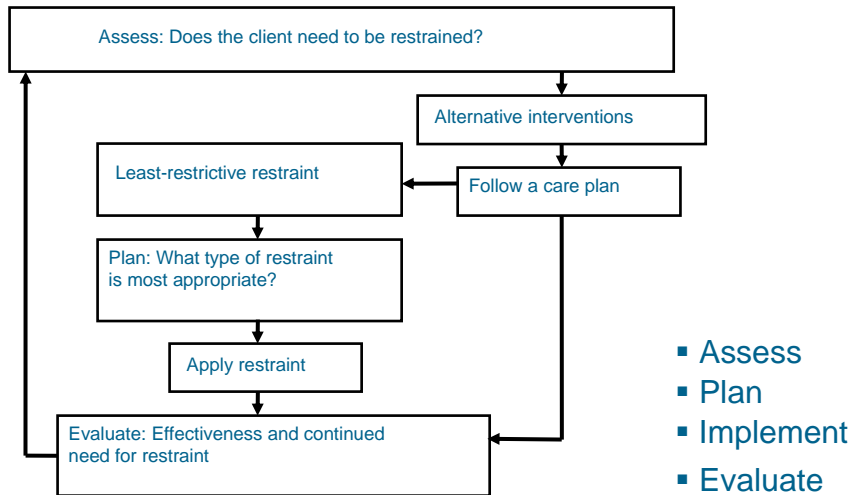 Assess: Does the client need to be restrained?
Alternative interventions
Least-restrictive restraint
Follow a care plan
Plan: What type of restraint
is most appropriate?
Apply restraint
Evaluate: Effectiveness and continued
need for restraint
▪ Assess
▪ Plan
▪ Implement
▪ Evaluate